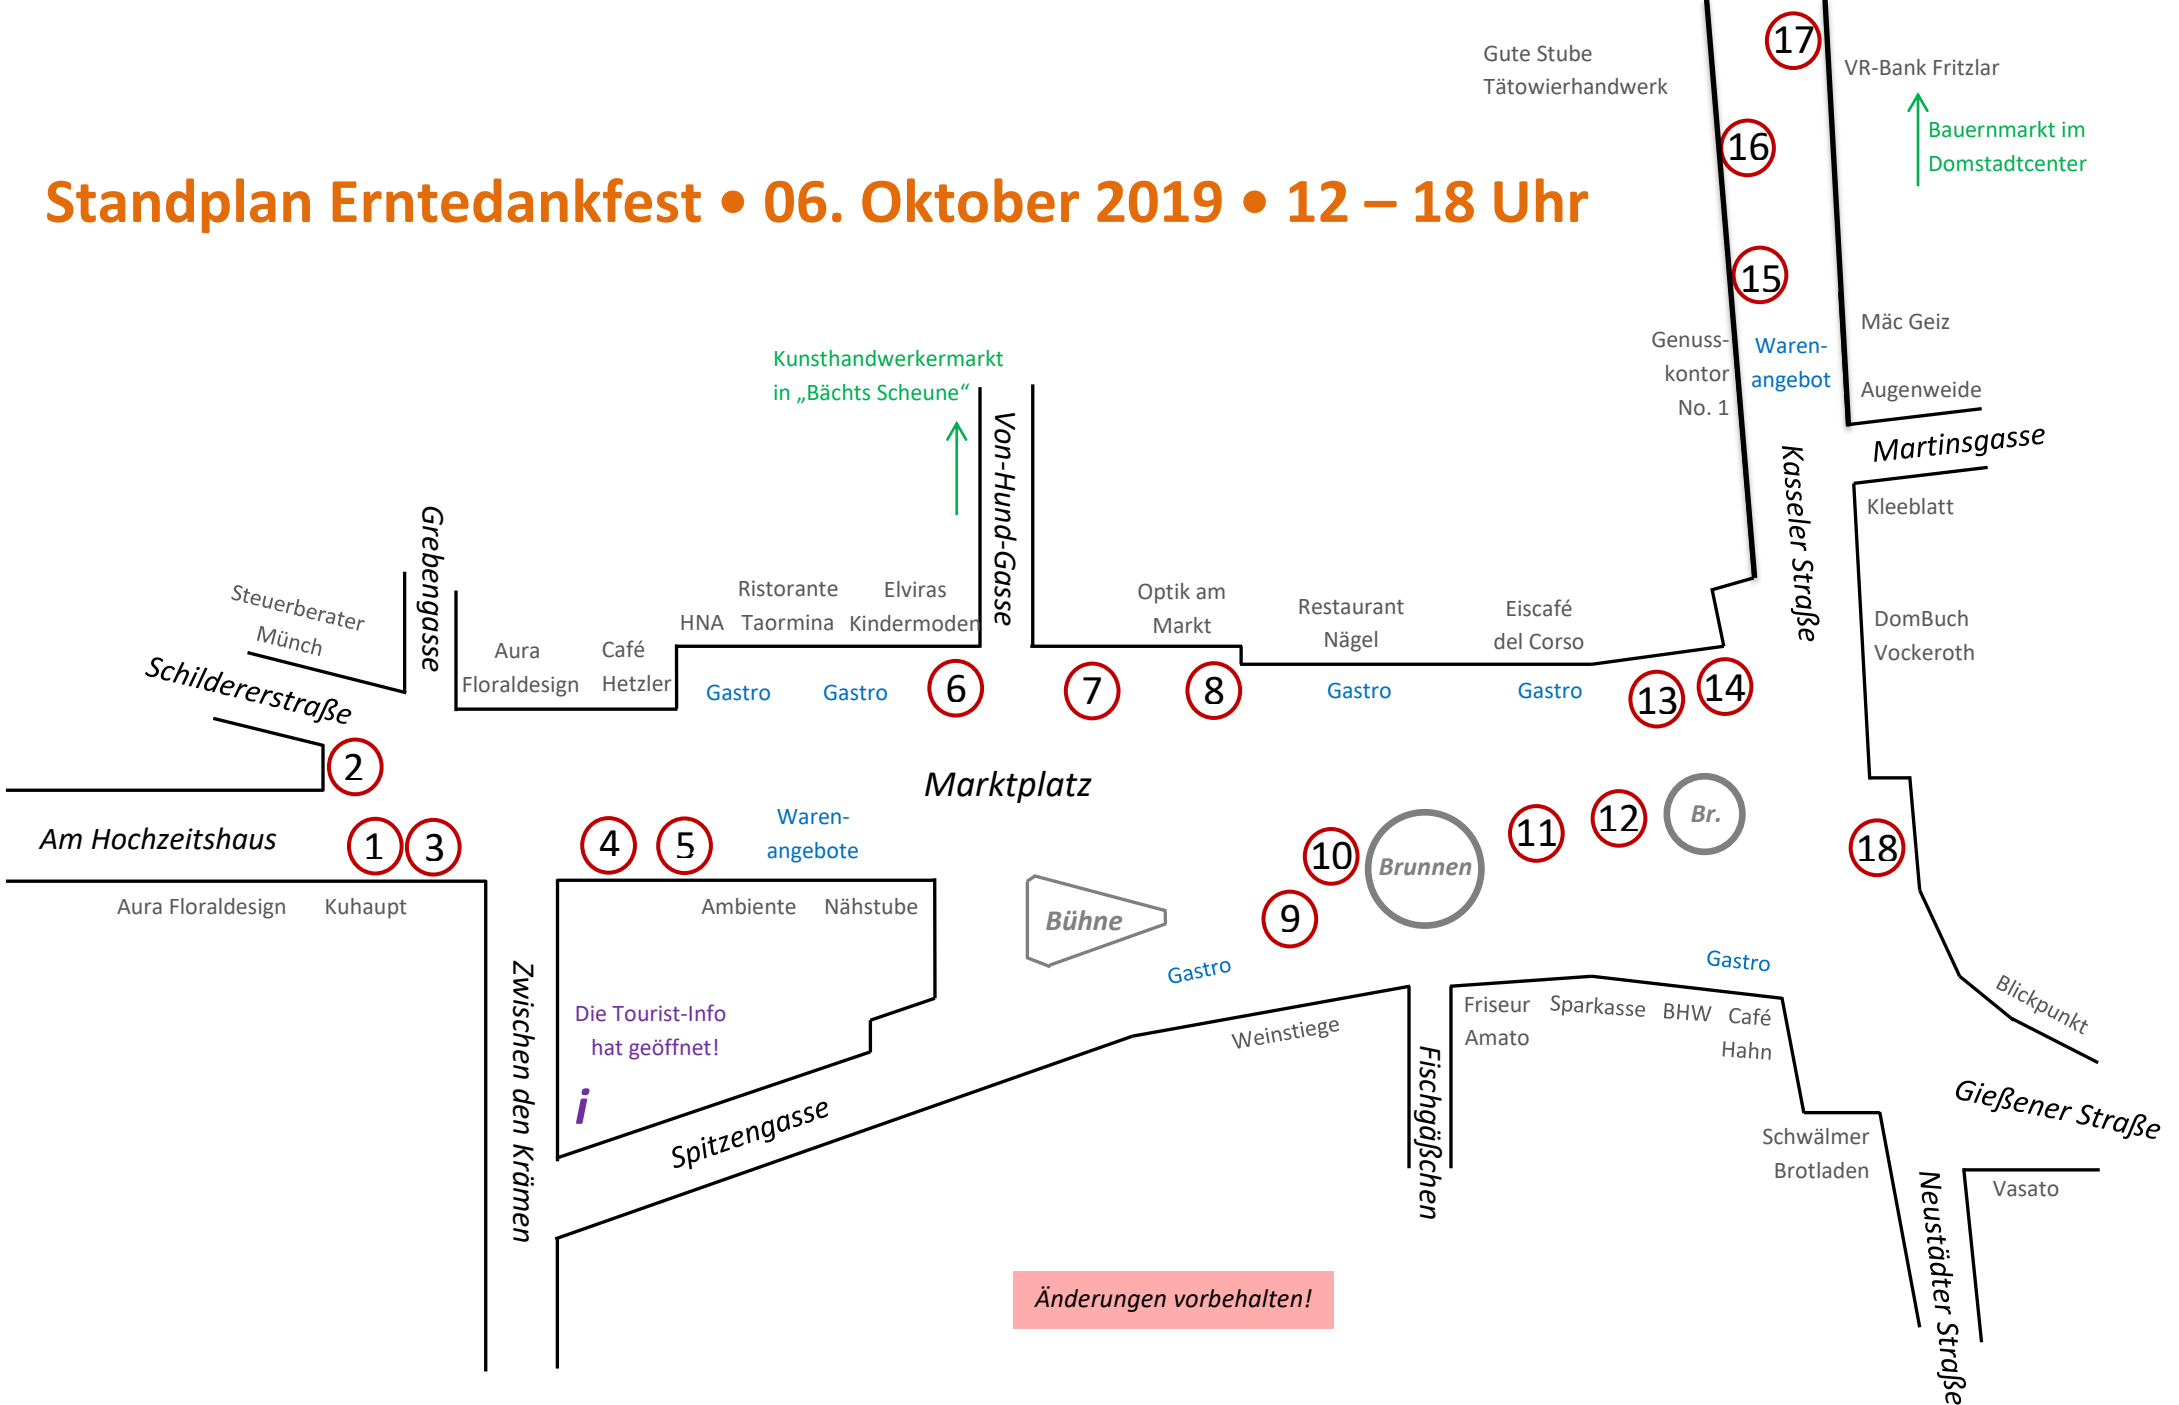 Gute Stube
Tätowierhandwerk
17
VR-Bank Fritzlar
16
Bauernmarkt im
Domstadtcenter
Standplan Erntedankfest • 06. Oktober 2019 • 12 – 18 Uhr
15
Mäc Geiz
Genuss-
kontor
No. 1
Waren-
angebot
Augenweide
Kunsthandwerkermarkt
in „Bächts Scheune“
Von-Hund-Gasse
Martinsgasse
Kasseler Straße
Kleeblatt
Grebengasse
Steuerberater
Münch
Schildererstraße
Aura
Floraldesign
Café
Hetzler
HNA
Ristorante
Taormina
Elviras
Kindermoden
Optik am
Markt
Restaurant
Nägel
Eiscafé
del Corso
DomBuch
Vockeroth
Gastro
Gastro
6
7
8
Gastro
Gastro
13
14
2
Marktplatz
Am Hochzeitshaus
1
3
4
5
Waren-
angebote
10
Brunnen
11
12
Br.
18
Aura Floraldesign
Kuhaupt
Ambiente
Nähstube
Bühne
9
Gastro
Gastro
Zwischen den Krämen
Die Tourist-Info
hat geöffnet!
i
Spitzengasse
Weinstiege
Fischgäßchen
Friseur
Amato
Sparkasse
BHW
Café
Hahn
Blickpunkt
Gießener Straße
Schwälmer
Brotladen
Neustädter Straße
Vasato
Änderungen vorbehalten!